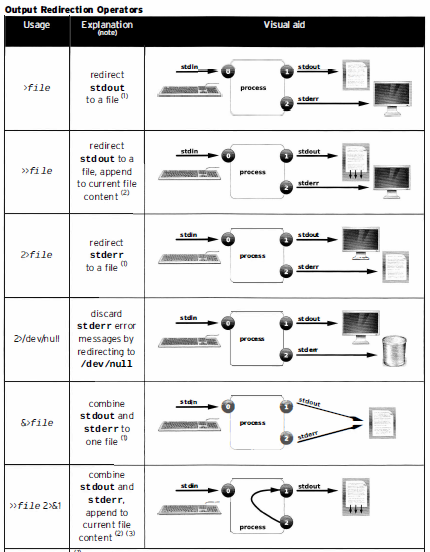 Output Redirection Operators
Usage
Explanation
(note)
Visual aid
>file
redirect
stdout
to a file (1)
stdin
0
process
1
stdout
2
stderr
>>file
redirect
stdout to a
file, append
to current file
content (2)
stdin
0
process
1
stdout
2
stderr
2>file
redirect
stderr
to a file (1)
stdin
0
process
1
stdout
2
stderr
2>/dev/null
discard
stderr error
messages by
redirecting to
/dev/null
stdin
0
process
1
stdout
2
stderr
&>file
combine
stdout and
stderr to
one file (1)
stdin
0
process
1
stdout
2
stderr
>>file 2>&1
combine
stdout and
stderr,
append to
current file
content (2) (3)
stdin
0
process
1
stdout
2